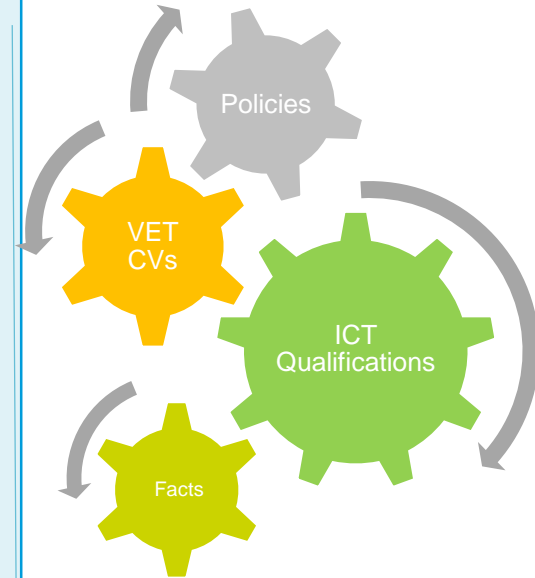 Policies
VET
CVs
ICT
Qualifications
Facts